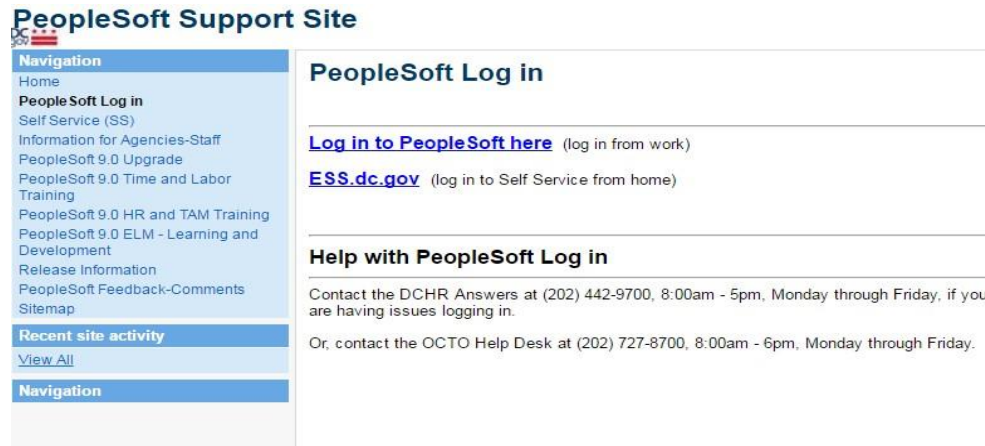 PeopleSoft Support Site
DC
gov
Navigation
Home
PeopleSoft Log in
Self Service (SS)
Information for Agencies-Staff
PeopleSoft 9.0 Upgrade
PeopleSoft 9.0 Time and Labor
Training
PeopleSoft 9.0 HR and TAM Training
PeopleSoft 9.0 ELM - Learning and
Development
Release Information
PeopleSoft Feedback-Comments
Sitemap
Recent site activity
View All
Navigation
PeopleSoft Log in
Log in to PeopleSoft here (log in from work)
ESS.dc.gov (log in to Self Service from home)
Help with PeopleSoft Log in
Contact the DCHR Answers at (202) 442-9700, 8:00am - 5pm, Monday through Friday, if you
are having issues logging in.
Or, contact the OCTO Help Desk at (202) 727-8700, 8:00am - 6pm, Monday through Friday.